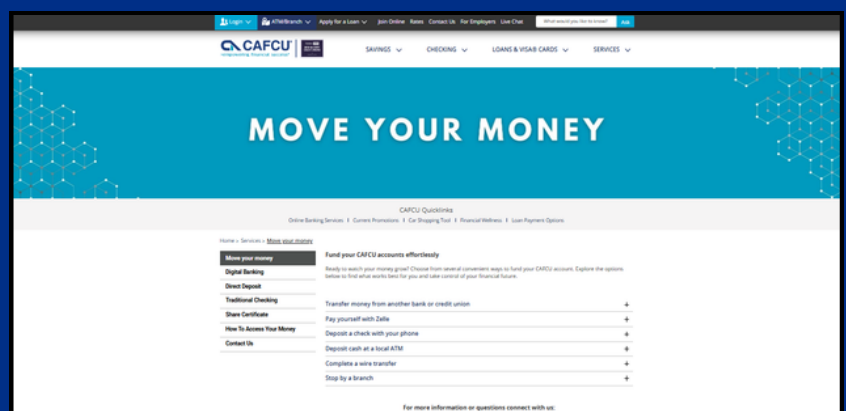 Login ATM/Branch Apply for a Loan Join Online Rates Contact Us For Employers Live Chat What would you like to know? Ask
CAFCU SAVINGS CHECKING LOANS & VISA® CARDS SERVICES
empowering financial success
MOVE YOUR MONEY
CAFCU Quicklinks
Online Banking Services I Current Promotions I Car Shopping Tool I Financial Wellness I Loan Payment Options
Home > Services > Move your money
Move your money
Digital Banking
Direct Deposit
Traditional Checking
Share Certificate
How To Access Your Money
Contact Us
Fund your CAFCU accounts effortlessly
Ready to watch your money grow? Choose from several convenient ways to fund your CAFCU account. Explore the options
below to find what works best for you and take control of your financial future.
Transfer money from another bank or credit union +
Pay yourself with Zelle +
Deposit a check with your phone +
Deposit cash at a local ATM +
Complete a wire transfer +
Stop by a branch +
For more information or questions connect with us: